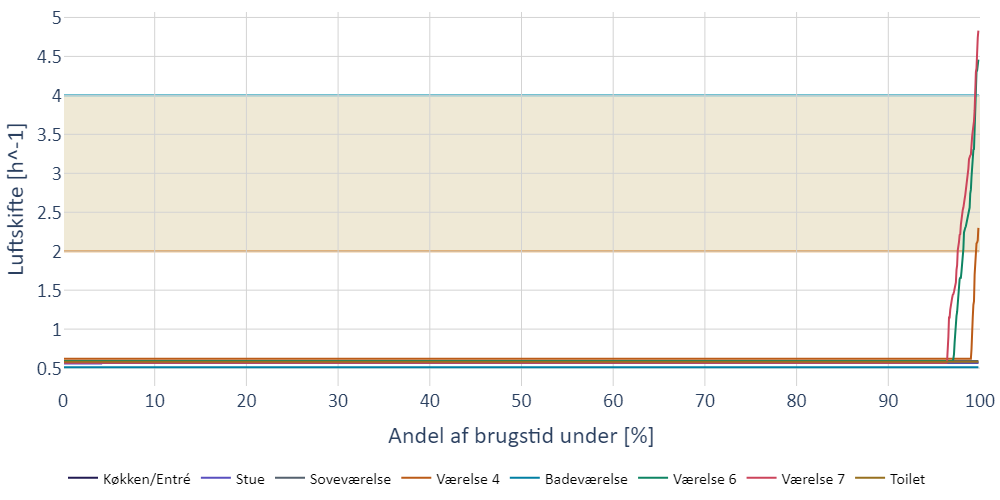 5
4.5
4
3.5
3
2.5
2
1.5
1
0.5
Luftskifte [h^-1]
0 10 20 30 40 50 60 70 80 90 100
Andel af brugstid under [%]
Køkken/Entré Stue Soveværelse Værelse 4 Badeværelse Værelse 6 Værelse 7 Toilet